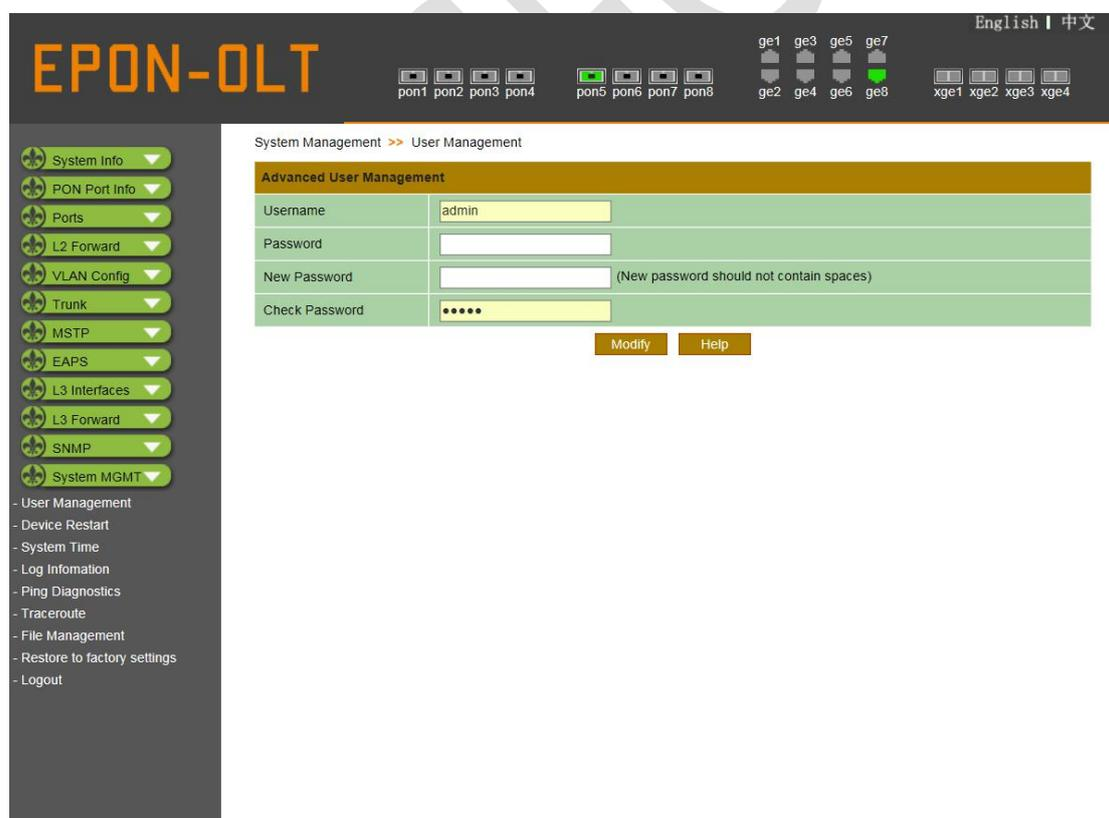 English | 中文
EPON-OLT
ge1 ge3 ge5 ge7
pon1 pon2 pon3 pon4 pon5 pon6 pon7 pon8 ge2 ge4 ge6 ge8 xge1 xge2 xge3 xge4
System Info
PON Port Info
Ports
L2 Forward
VLAN Config
Trunk
MSTP
EAPS
L3 Interfaces
L3 Forward
SNMP
System MGMT
- User Management
- Device Restart
- System Time
- Log Infomation
- Ping Diagnostics
- Traceroute
- File Management
- Restore to factory settings
- Logout
System Management >> User Management
Advanced User Management
Username admin
Password
New Password (New password should not contain spaces)
Check Password •••••
Modify Help